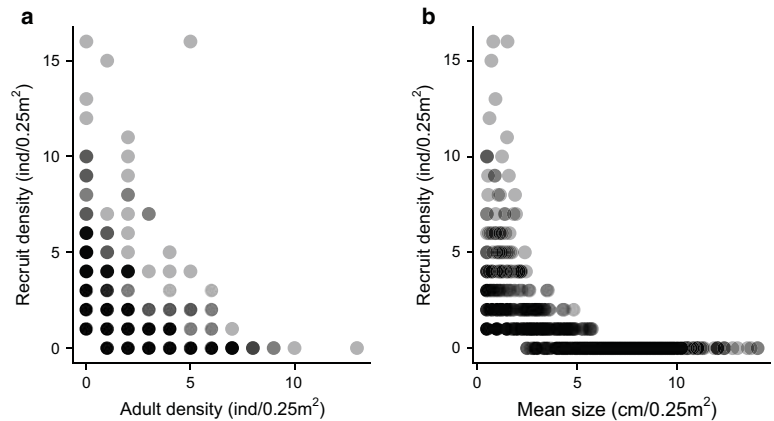 a
Recruit density (ind/0.25m²)
15
10
5
0
0 5 10
Adult density (ind/0.25m²)
b
Recruit density (ind/0.25m²)
15
10
5
0
0 5 10
Mean size (cm/0.25m²)